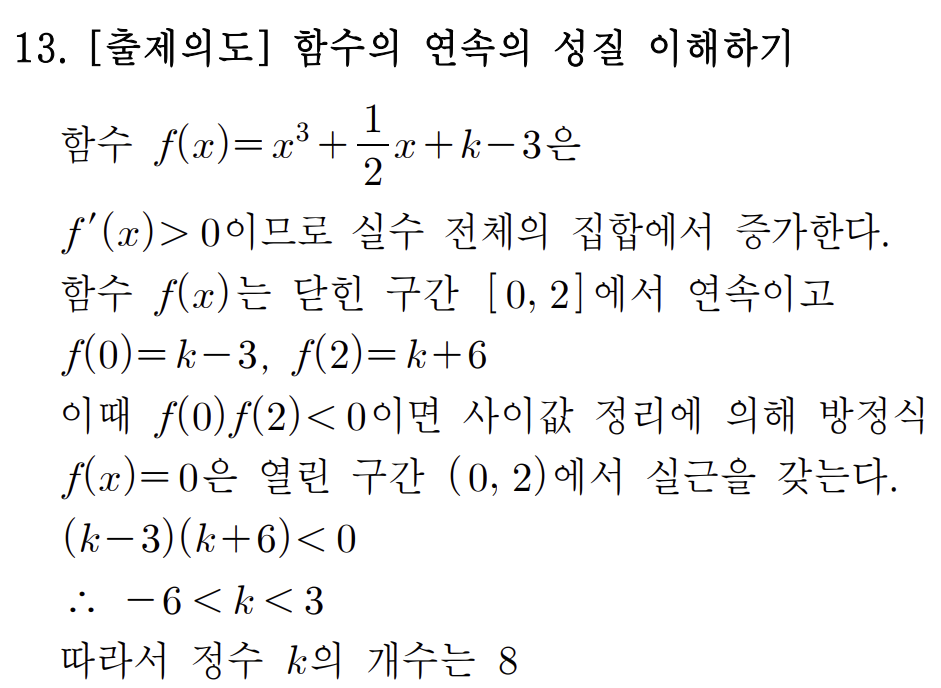 13. [출제의도] 함수의 연속의 성질 이해하기
함수 f(x)=x³+1/2x+k-3은
f′(x)>0이므로 실수 전체의 집합에서 증가한다.
함수 f(x)는 닫힌 구간 [0, 2]에서 연속이고
f(0)=k-3, f(2)=k+6
이때 f(0)f(2)<0이면 사이값 정리에 의해 방정식
f(x)=0은 열린 구간 (0, 2)에서 실근을 갖는다.
(k-3)(k+6)<0
∴ -6<k<3
따라서 정수 k의 개수는 8